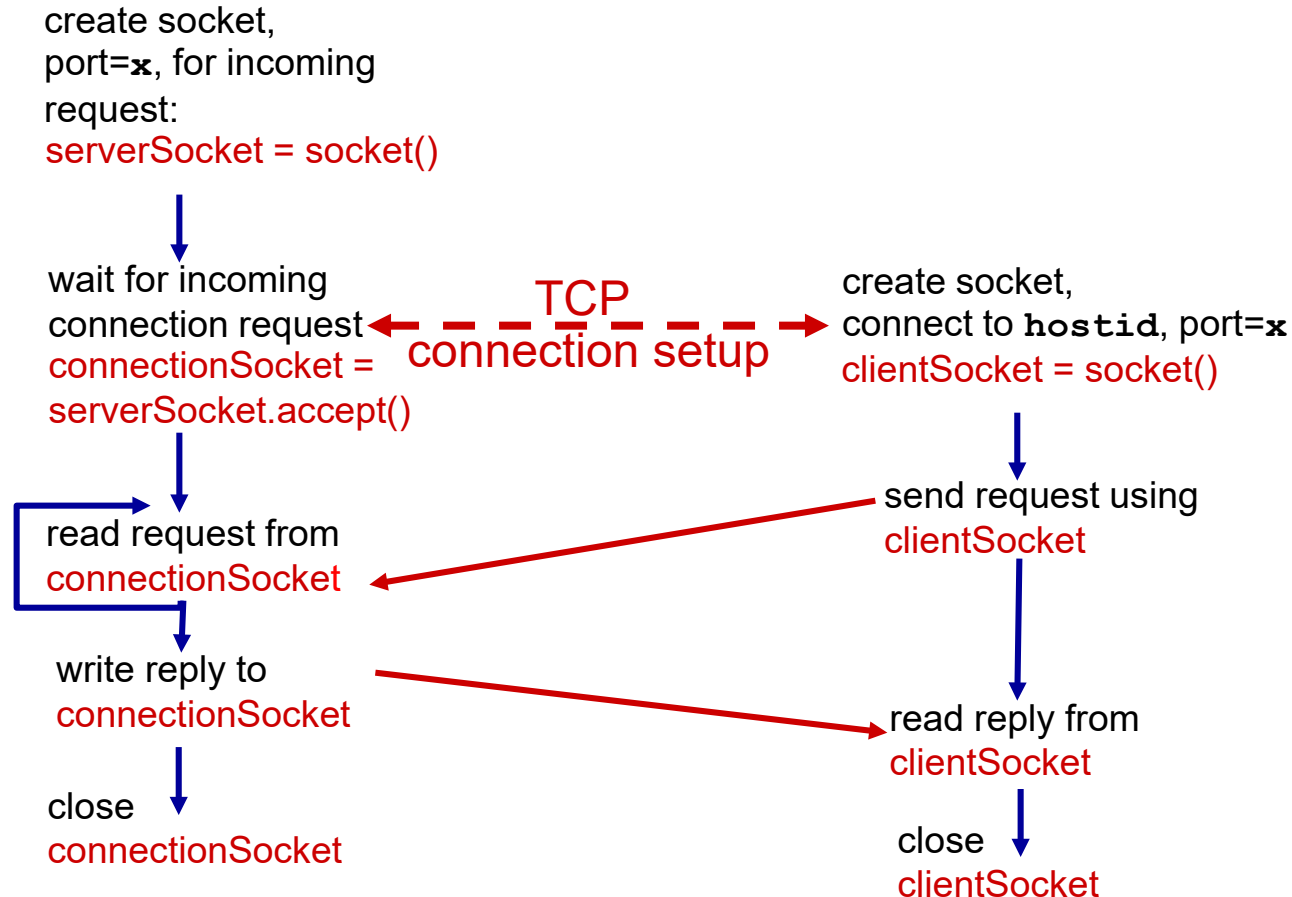 create socket,
port=x, for incoming
request:
serverSocket = socket()
wait for incoming
connection request
connectionSocket =
serverSocket.accept()
TCP
connection setup
create socket,
connect to hostid, port=x
clientSocket = socket()
send request using
clientSocket
read request from
connectionSocket
write reply to
connectionSocket
read reply from
clientSocket
close
connectionSocket
close
clientSocket